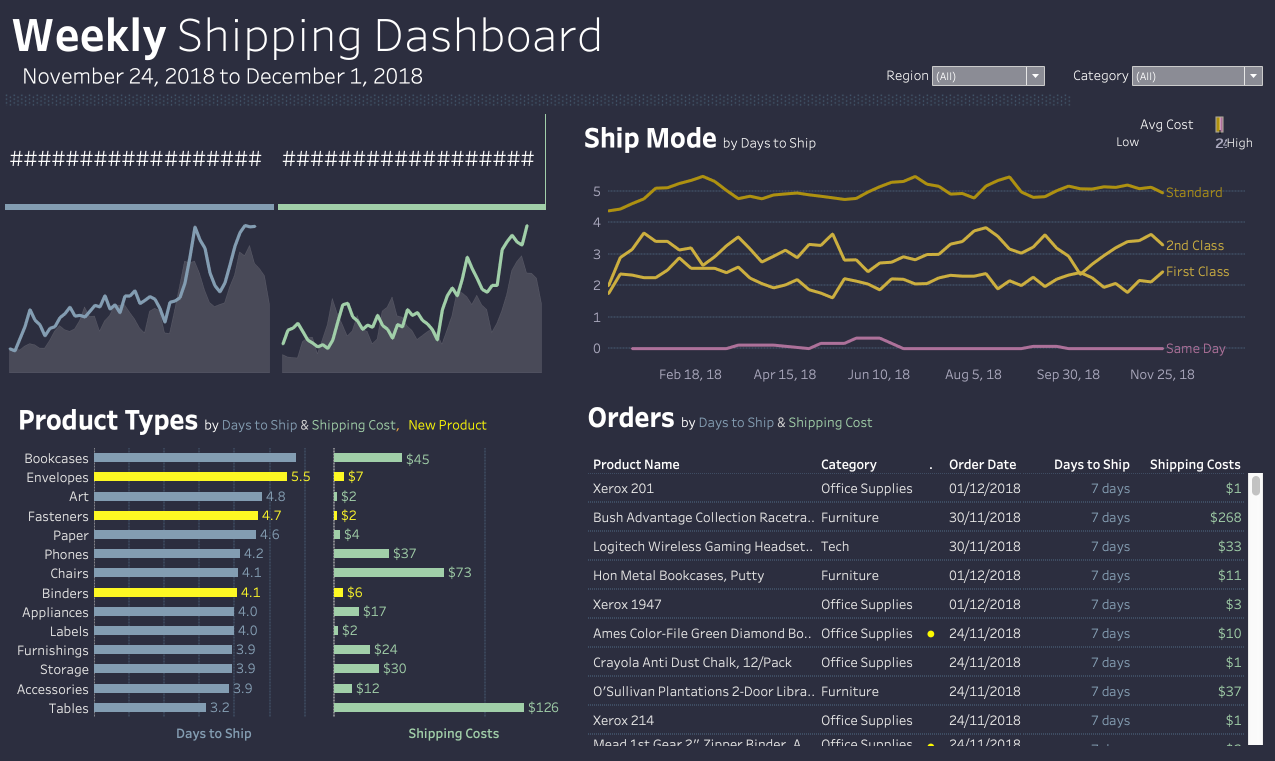 Weekly Shipping Dashboard
November 24, 2018 to December 1, 2018
Region (All) Category (All)
################## ##################
Ship Mode by Days to Ship
Avg Cost
Low High
5 Standard
4
3 2nd Class
2 First Class
1
0 Same Day
Feb 18, 18 Apr 15, 18 Jun 10, 18 Aug 5, 18 Sep 30, 18 Nov 25, 18
Product Types by Days to Ship & Shipping Cost, New Product
Bookcases $45
Envelopes 5.5 $7
Art 4.8 $2
Fasteners 4.7 $2
Paper 4.6 $4
Phones 4.2 $37
Chairs 4.1 $73
Binders 4.1 $6
Appliances 4.0 $17
Labels 4.0 $2
Furnishings 3.9 $24
Storage 3.9 $30
Accessories 3.9 $12
Tables 3.2 $126
Days to Ship Shipping Costs
Orders by Days to Ship & Shipping Cost
Product Name Category . Order Date Days to Ship Shipping Costs
Xerox 201 Office Supplies 01/12/2018 7 days $1
Bush Advantage Collection Racetra.. Furniture 30/11/2018 7 days $268
Logitech Wireless Gaming Headset.. Tech 30/11/2018 7 days $33
Hon Metal Bookcases, Putty Furniture 01/12/2018 7 days $11
Xerox 1947 Office Supplies 01/12/2018 7 days $3
Ames Color-File Green Diamond Bo.. Office Supplies 24/11/2018 7 days $10
Crayola Anti Dust Chalk, 12/Pack Office Supplies 24/11/2018 7 days $1
O'Sullivan Plantations 2-Door Libra.. Furniture 24/11/2018 7 days $37
Xerox 214 Office Supplies 24/11/2018 7 days $1
Mead 1st Gear 2" Zipper Binder, A.. Office Supplies 24/11/2018